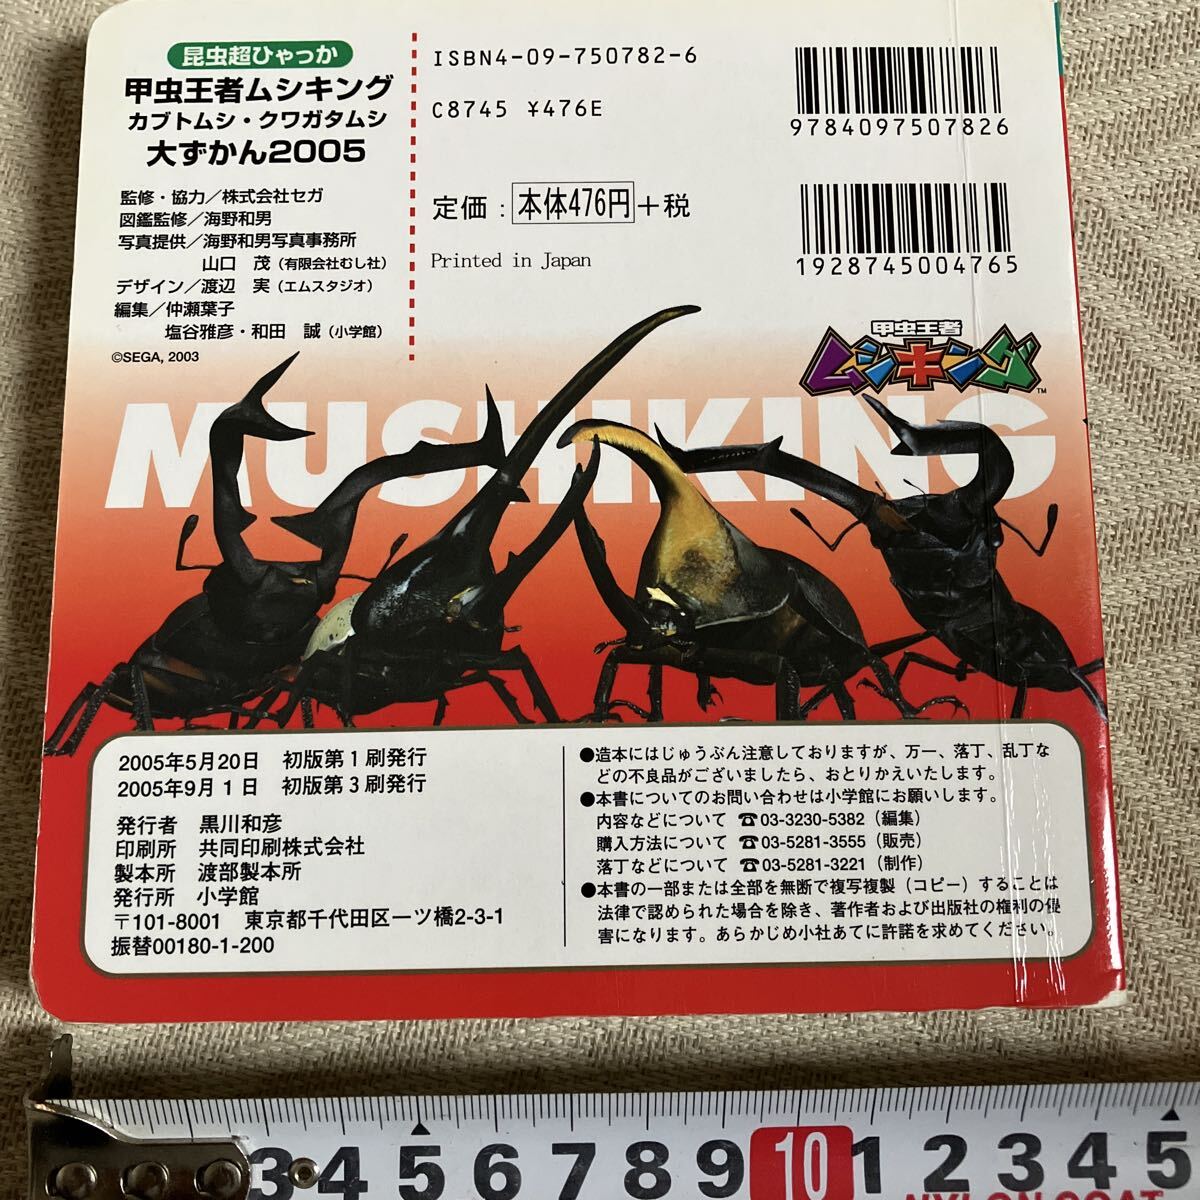 昆虫超ひゃっか
甲虫王者ムシキング
カブトムシ・クワガタムシ
大ずかん2005
監修・協力／株式会社セガ
図鑑監修／海野和男
写真提供／海野和男写真事務所
山口 茂（有限会社むし社）
デザイン／渡辺 実（エムスタジオ）
編集／仲瀬葉子
塩谷雅彦・和田 誠（小学館）
©SEGA, 2003
ISBN4-09-750782-6
C8745 ¥476E
定価：本体476円＋税
Printed in Japan
9784097507826
1928745004765
甲虫王者
ムシキング™
MUSHIKING
2005年5月20日 初版第1刷発行
2005年9月1日 初版第3刷発行
発行者 黒川和彦
印刷所 共同印刷株式会社
製本所 渡部製本所
発行所 小学館
〒101-8001 東京都千代田区一ツ橋2-3-1
振替00180-1-200
●造本にはじゅうぶん注意しておりますが、万一、落丁、乱丁な
どの不良品がございましたら、おとりかえいたします。
●本書についてのお問い合わせは小学館にお願いします。
内容などについて ☎03-3230-5382（編集）
購入方法について ☎03-5281-3555（販売）
落丁などについて ☎03-5281-3221（制作）
●本書の一部または全部を無断で複写複製（コピー）することは
法律で認められた場合を除き、著作者および出版社の権利の侵
害になります。あらかじめ小社あてに許諾を求めてください。
3 4 5 6 7 8 9 10 1 2 3 4 5
NYLON COAT